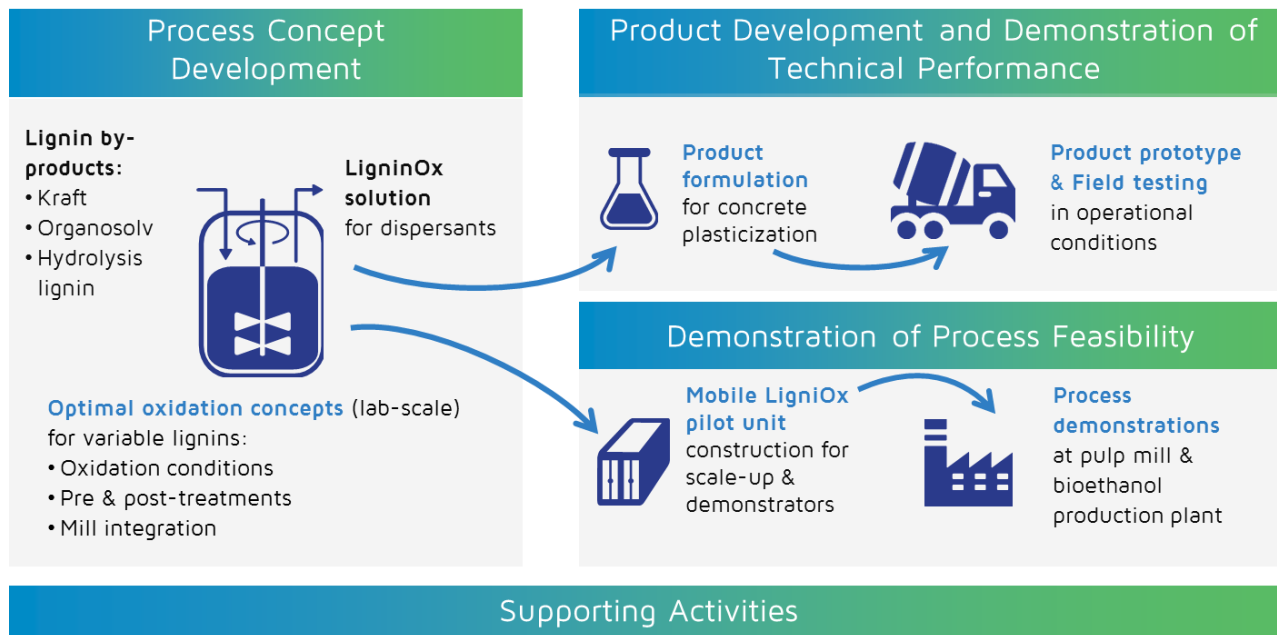 Process Concept
Development
Lignin by-
products:
• Kraft
• Organosolv
• Hydrolysis
lignin
LigninOx
solution
for dispersants
Optimal oxidation concepts (lab-scale)
for variable lignins:
• Oxidation conditions
• Pre & post-treatments
• Mill integration
Product Development and Demonstration of
Technical Performance
Product
formulation
for concrete
plasticization
Product prototype
& Field testing
in operational
conditions
Demonstration of Process Feasibility
Mobile LigniOx
pilot unit
construction for
scale-up &
demonstrators
Process
demonstrations
at pulp mill &
bioethanol
production plant
Supporting Activities